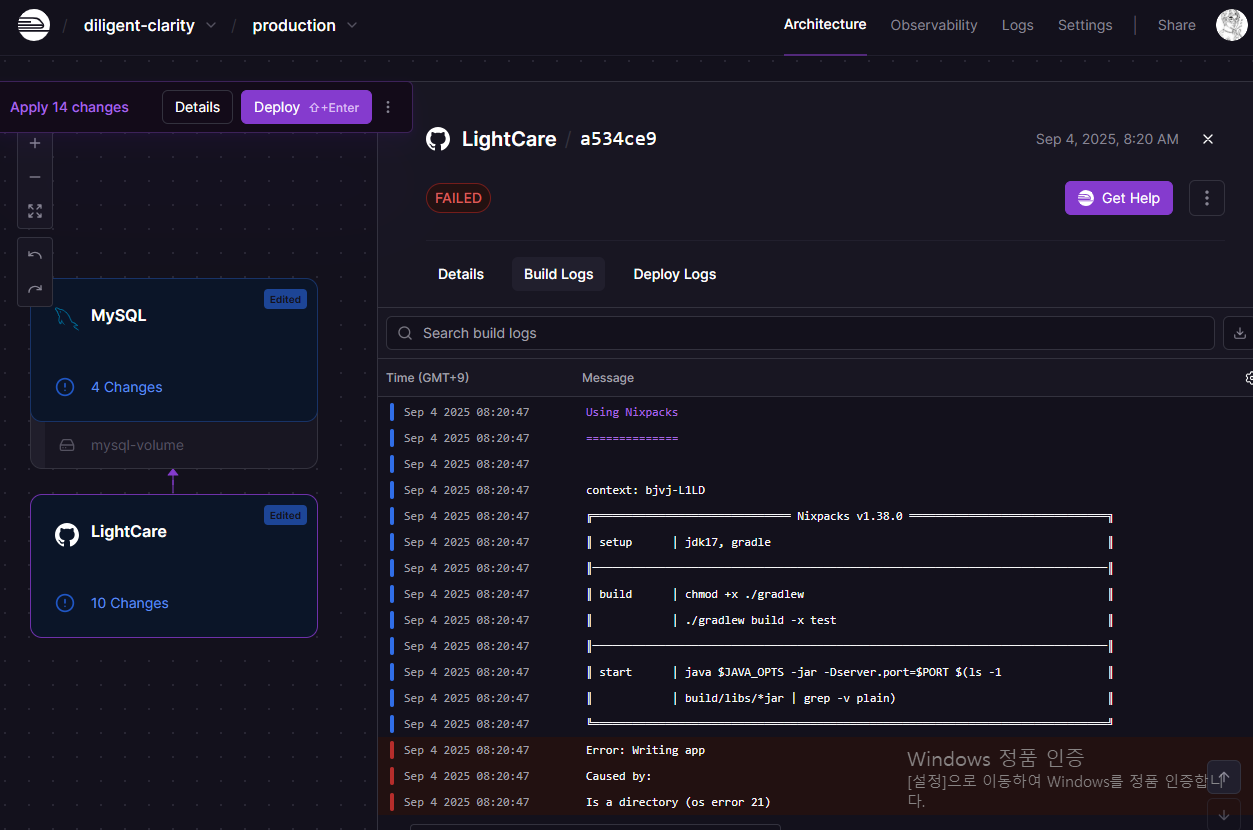 diligent-clarity
production
Architecture
Observability
Logs
Settings
Share
Apply 14 changes
Details
Deploy ⇧+Enter
LightCare / a534ce9
Sep 4, 2025, 8:20 AM
FAILED
Get Help
Details
Build Logs
Deploy Logs
MySQL
Edited
4 Changes
mysql-volume
LightCare
Edited
10 Changes
Search build logs
Time (GMT+9) Message
Sep 4 2025 08:20:47 Using Nixpacks
Sep 4 2025 08:20:47 ==============
Sep 4 2025 08:20:47
Sep 4 2025 08:20:47 context: bjvj-L1LD
Sep 4 2025 08:20:47 ╔══════════ Nixpacks v1.38.0 ══════════╗
Sep 4 2025 08:20:47 ║ setup | jdk17, gradle ║
Sep 4 2025 08:20:47 ║──────────────────────║
Sep 4 2025 08:20:47 ║ build | chmod +x ./gradlew ║
Sep 4 2025 08:20:47 ║ | ./gradlew build -x test ║
Sep 4 2025 08:20:47 ║──────────────────────║
Sep 4 2025 08:20:47 ║ start | java $JAVA_OPTS -jar -Dserver.port=$PORT $(ls -1 ║
Sep 4 2025 08:20:47 ║ | build/libs/*jar | grep -v plain) ║
Sep 4 2025 08:20:47 ╚══════════════════════╝
Sep 4 2025 08:20:47 Error: Writing app
Sep 4 2025 08:20:47 Caused by:
Sep 4 2025 08:20:47 Is a directory (os error 21)
Windows 정품 인증
[설정]으로 이동하여 Windows를 정품 인증합니
다.